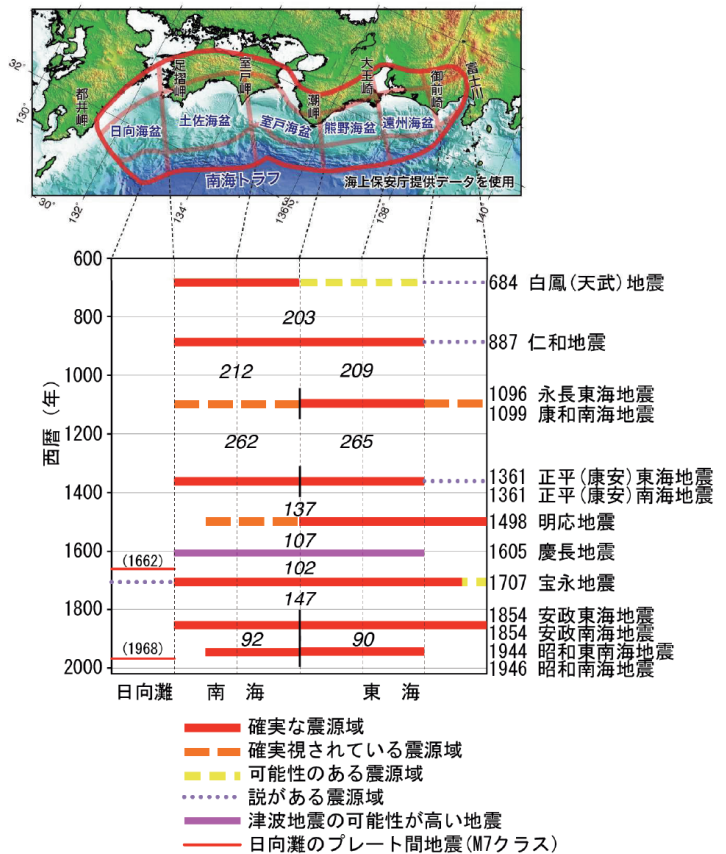 足摺岬
室戸岬
潮岬
大王崎
御前崎
富士川
都井岬
日向海盆
土佐海盆
室戸海盆
熊野海盆
遠州海盆
南海トラフ
海上保安庁提供データを使用
32°
130°
30°
132°
134°
136°
138°
140°
西暦(年)
600
684 白鳳(天武)地震
800
203
887 仁和地震
1000
212 209
1096 永長東海地震
1099 康和南海地震
1200
262 265
1361 正平(康安)東海地震
1361 正平(康安)南海地震
1400
137
1498 明応地震
107
1600
(1662)
1605 慶長地震
102
1707 宝永地震
147
1800
1854 安政東海地震
1854 安政南海地震
92 90
(1968)
1944 昭和東南海地震
1946 昭和南海地震
2000
日向灘 南海 東海
確実な震源域
確実視されている震源域
可能性のある震源域
説がある震源域
津波地震の可能性が高い地震
日向灘のプレート間地震(M7クラス)